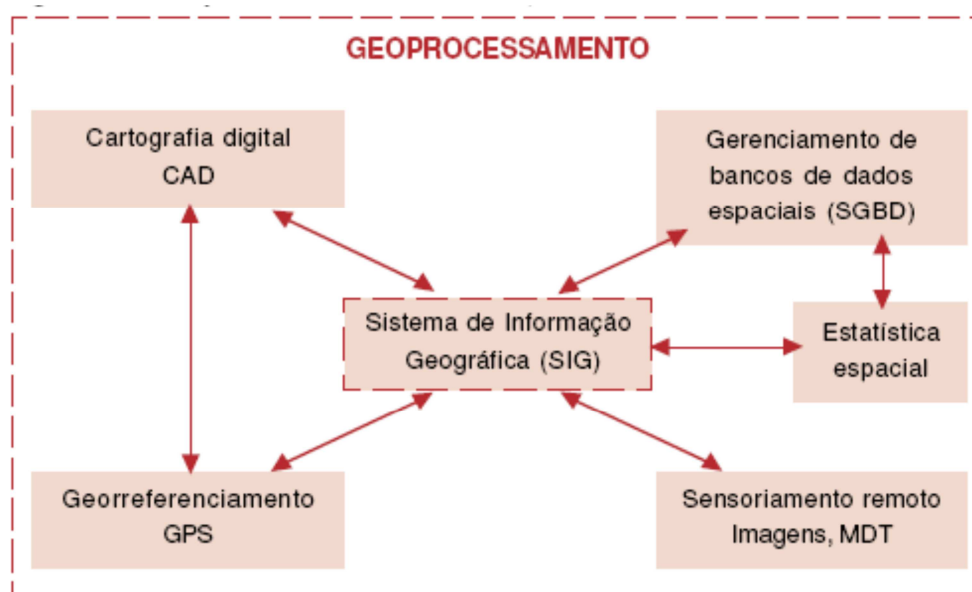 GEOPROCESSAMENTO
Cartografia digital
CAD
Gerenciamento de
bancos de dados
espaciais (SGBD)
Sistema de Informação
Geográfica (SIG)
Estatística
espacial
Georreferenciamento
GPS
Sensoriamento remoto
Imagens, MDT